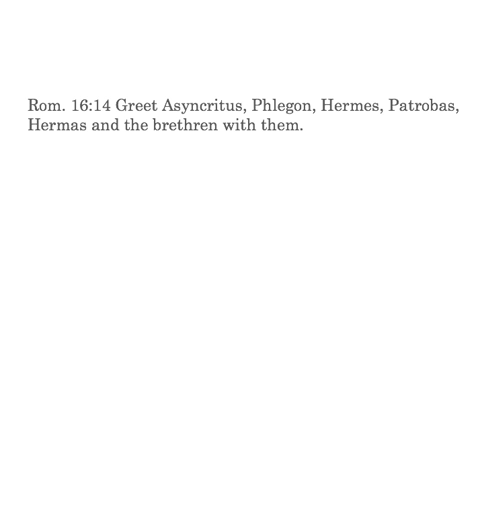 Rom. 16:14 Greet Asyncritus, Phlegon, Hermes, Patrobas,
Hermas and the brethren with them.